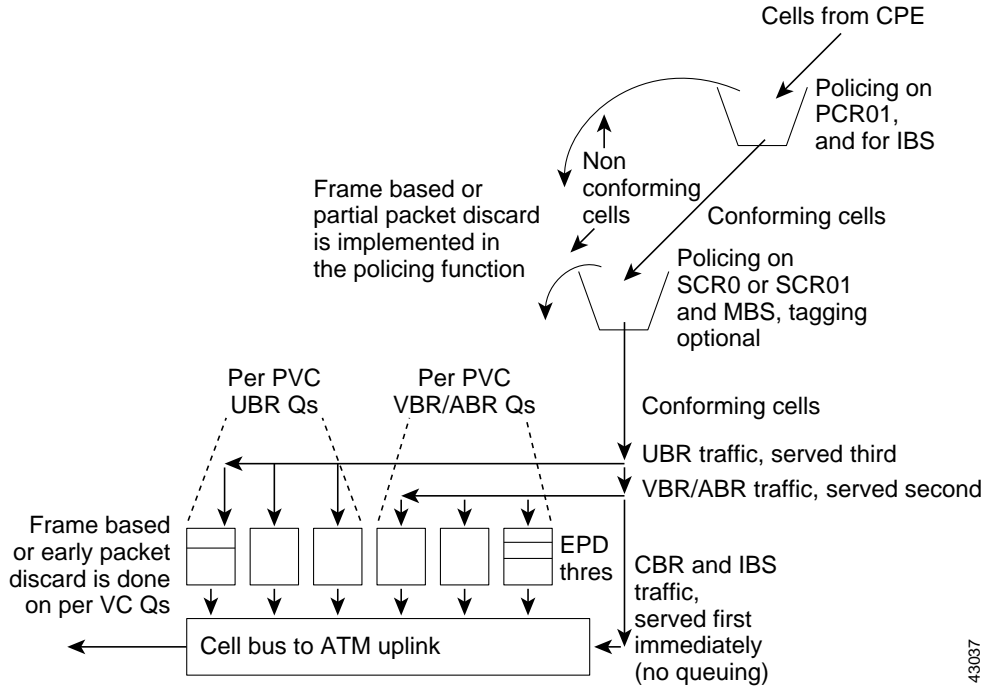 Cells from CPE
Policing on
PCR01,
and for IBS
Non
conforming
cells
Frame based or
partial packet discard
is implemented in
the policing function
Conforming cells
Policing on
SCR0 or SCR01
and MBS, tagging
optional
Per PVC
UBR Qs
Per PVC
VBR/ABR Qs
Conforming cells
UBR traffic, served third
VBR/ABR traffic, served second
Frame based
or early packet
discard is done
on per VC Qs
EPD
thres
CBR and IBS
traffic,
served first
immediately
(no queuing)
Cell bus to ATM uplink
43037